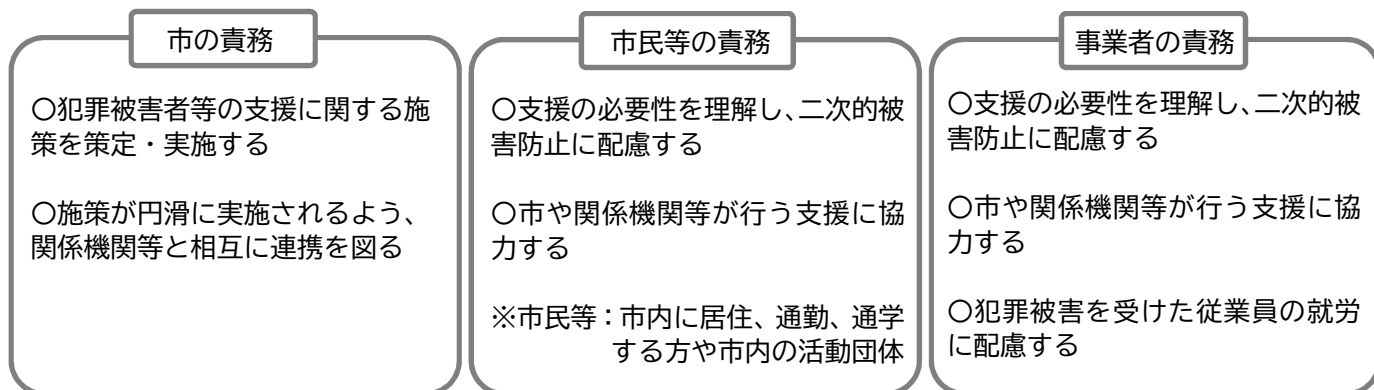 市の責務
〇犯罪被害者等の支援に関する施
策を策定・実施する
〇施策が円滑に実施されるよう、
関係機関等と相互に連携を図る
市民等の責務
〇支援の必要性を理解し、二次的被
害防止に配慮する
〇市や関係機関等が行う支援に協
力する
※市民等：市内に居住、通勤、通学
する方や市内の活動団体
事業者の責務
〇支援の必要性を理解し、二次的被
害防止に配慮する
〇市や関係機関等が行う支援に協
力する
〇犯罪被害を受けた従業員の就労
に配慮する